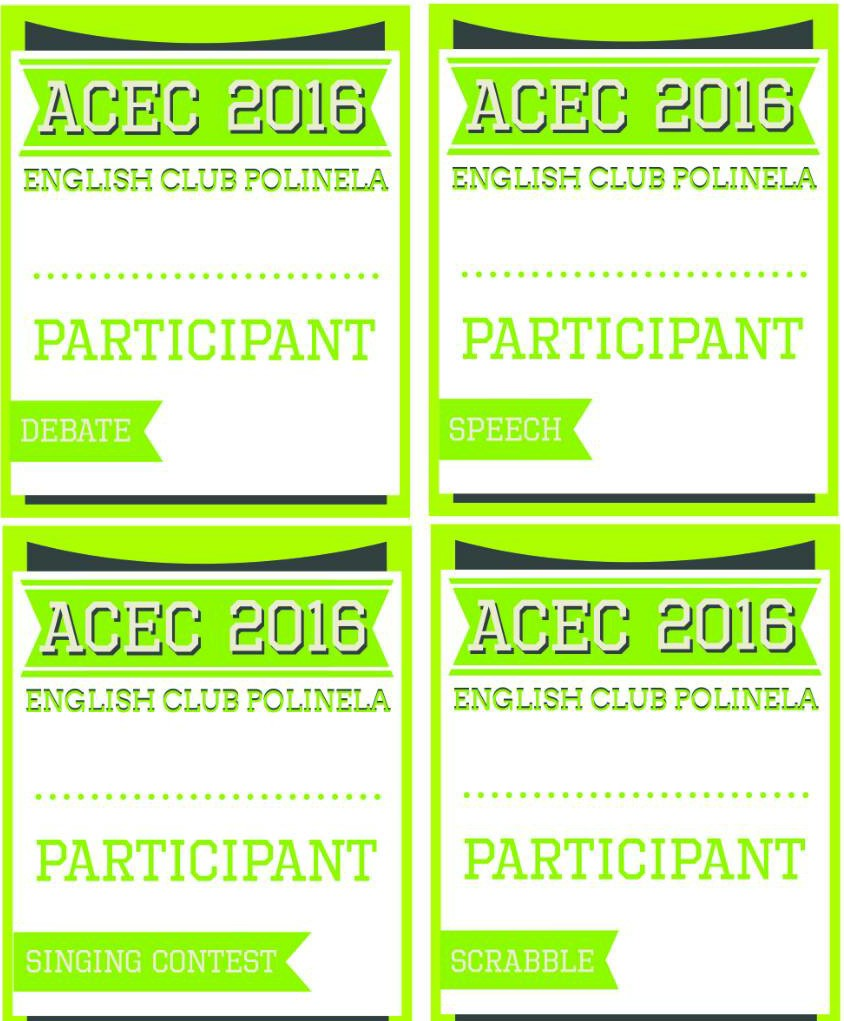 ACEC 2016
ENGLISH CLUB POLINELA
..........................
PARTICIPANT
DEBATE
ACEC 2016
ENGLISH CLUB POLINELA
..........................
PARTICIPANT
SPEECH
ACEC 2016
ENGLISH CLUB POLINELA
..........................
PARTICIPANT
SINGING CONTEST
ACEC 2016
ENGLISH CLUB POLINELA
..........................
PARTICIPANT
SCRABBLE